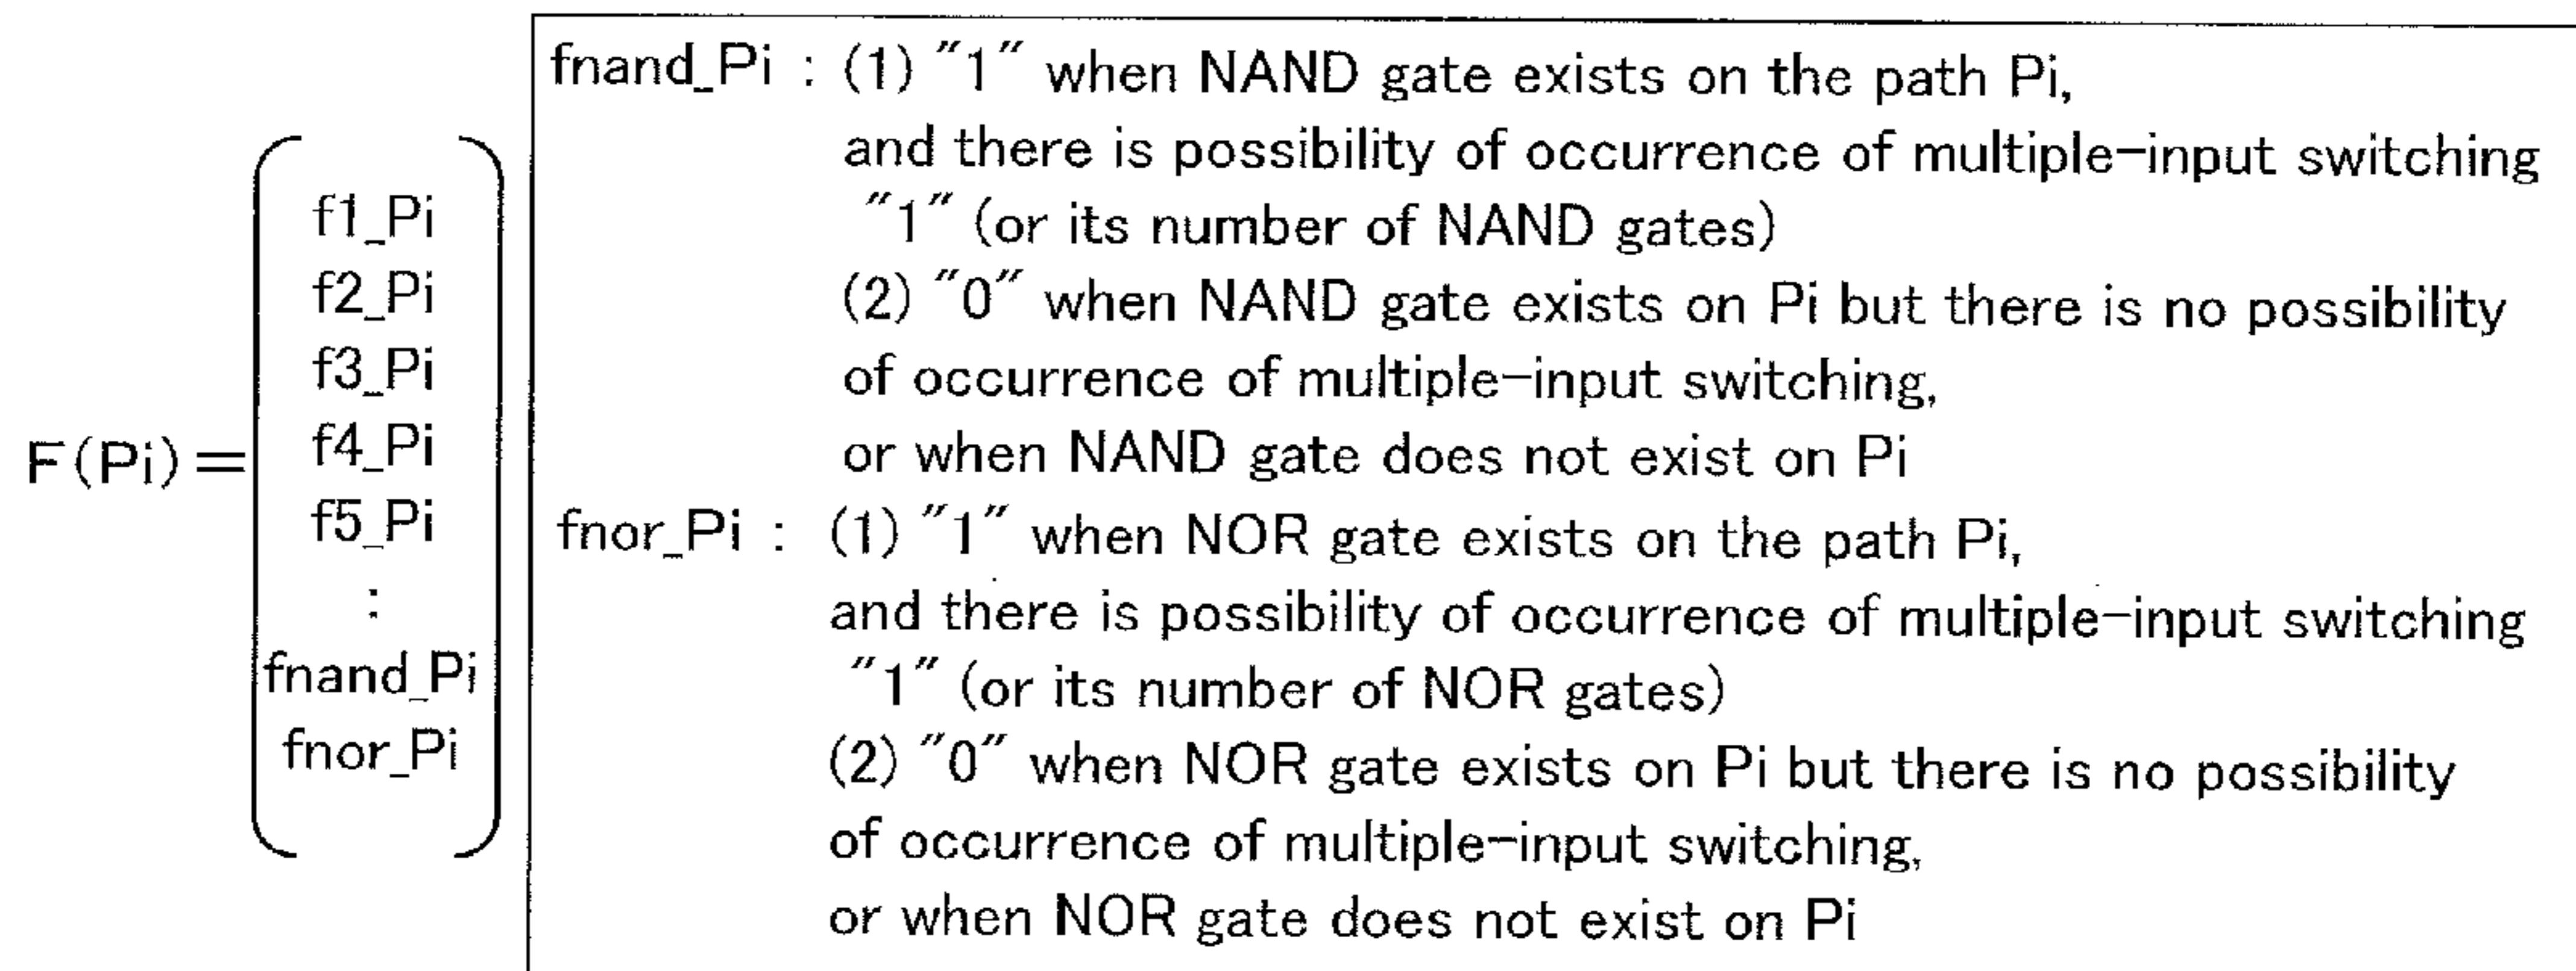 F(Pi)=
f1_Pi
f2_Pi
f3_Pi
f4_Pi
f5_Pi
:
fnand_Pi
fnor_Pi
fnand_Pi : (1) "1" when NAND gate exists on the path Pi,
and there is possibility of occurrence of multiple-input switching
"1" (or its number of NAND gates)
(2) "0" when NAND gate exists on Pi but there is no possibility
of occurrence of multiple-input switching,
or when NAND gate does not exist on Pi
fnor_Pi : (1) "1" when NOR gate exists on the path Pi,
and there is possibility of occurrence of multiple-input switching
"1" (or its number of NOR gates)
(2) "0" when NOR gate exists on Pi but there is no possibility
of occurrence of multiple-input switching,
or when NOR gate does not exist on Pi